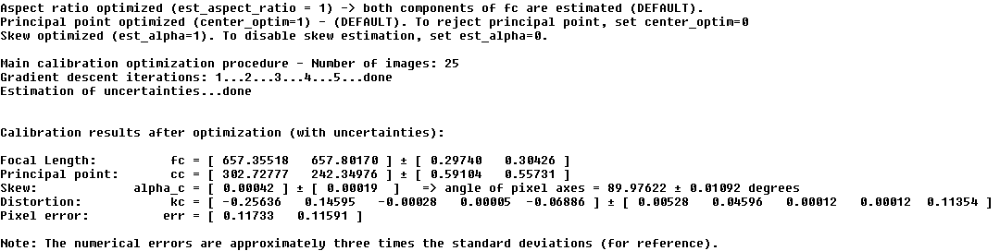 Aspect ratio optimized (est_aspect_ratio = 1) -> both components of fc are estimated (DEFAULT).
Principal point optimized (center_optim=1) - (DEFAULT). To reject principal point, set center_optim=0
Skew optimized (est_alpha=1). To disable skew estimation, set est_alpha=0.
Main calibration optimization procedure - Number of images: 25
Gradient descent iterations: 1...2...3...4...5...done
Estimation of uncertainties...done
Calibration results after optimization (with uncertainties):
Focal Length: fc = [ 657.35518 657.80170 ] ± [ 0.29740 0.30426 ]
Principal point: cc = [ 302.72777 242.34976 ] ± [ 0.59104 0.55731 ]
Skew: alpha_c = [ 0.00042 ] ± [ 0.00019 ] => angle of pixel axes = 89.97622 ± 0.01092 degrees
Distortion: kc = [ -0.25636 0.14595 -0.00028 0.00005 -0.06886 ] ± [ 0.00528 0.04596 0.00012 0.00012 0.11354 ]
Pixel error: err = [ 0.11733 0.11591 ]
Note: The numerical errors are approximately three times the standard deviations (for reference).